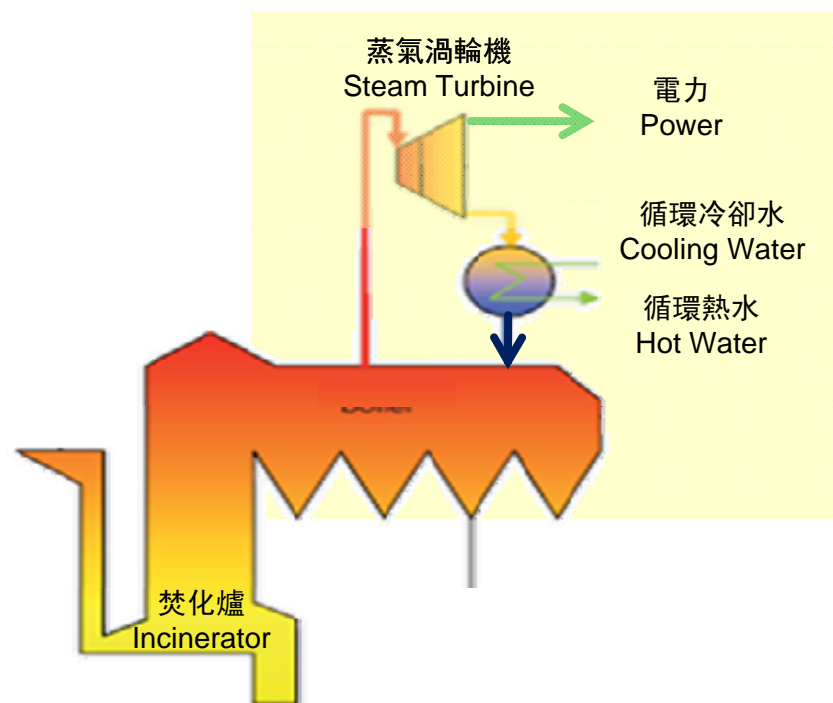 蒸氣渦輪機
Steam Turbine
電力
Power
循環冷卻水
Cooling Water
循環熱水
Hot Water
焚化爐
Incinerator